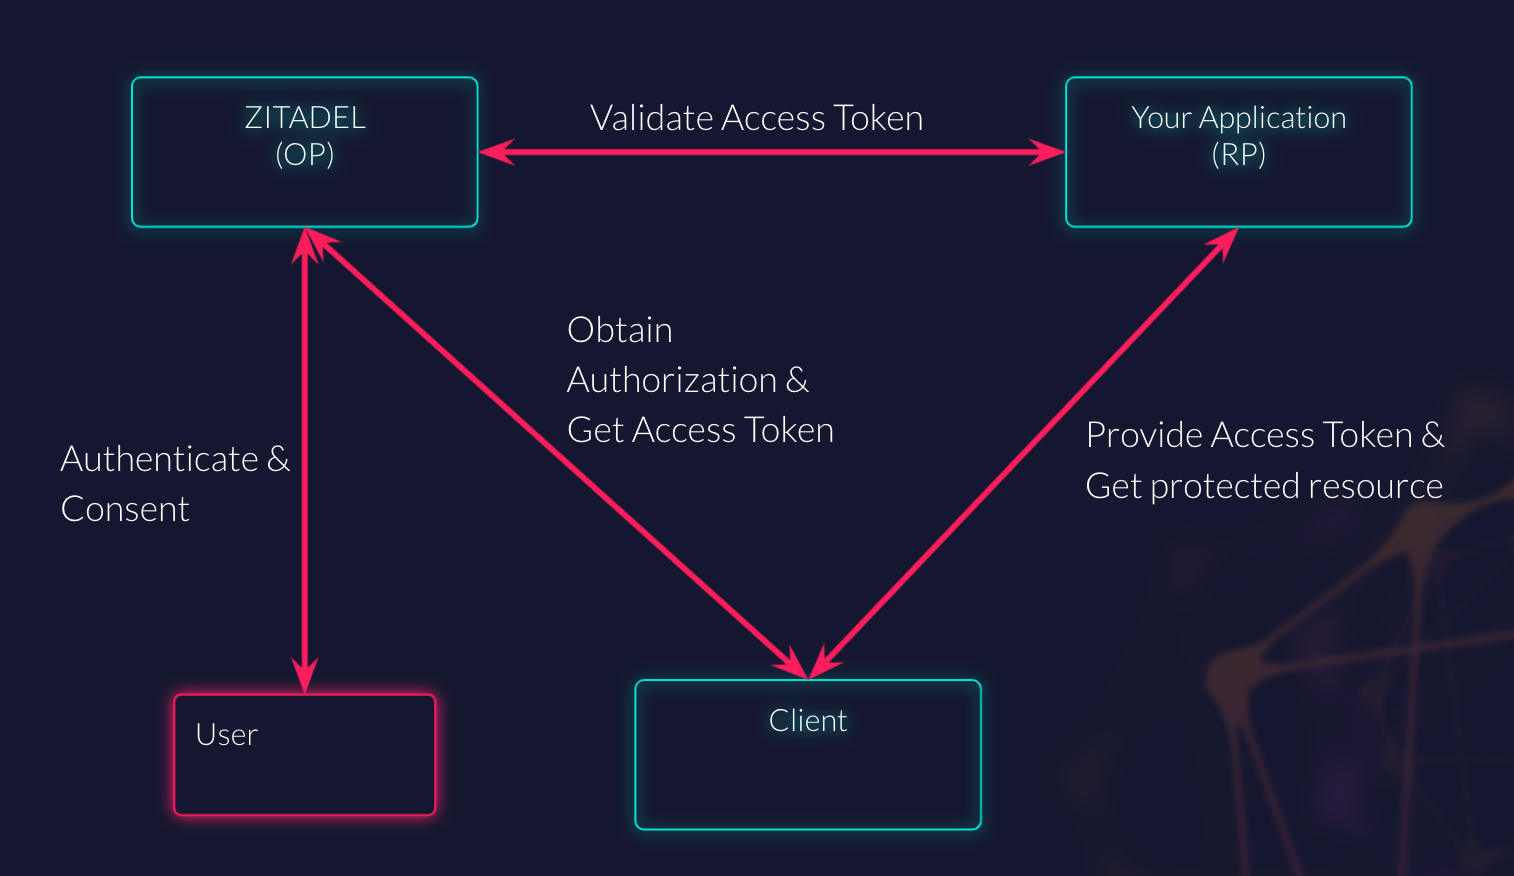 ZITADEL
(OP)
Validate Access Token
Your Application
(RP)
Obtain
Authorization &
Get Access Token
Authenticate &
Consent
Provide Access Token &
Get protected resource
User
Client